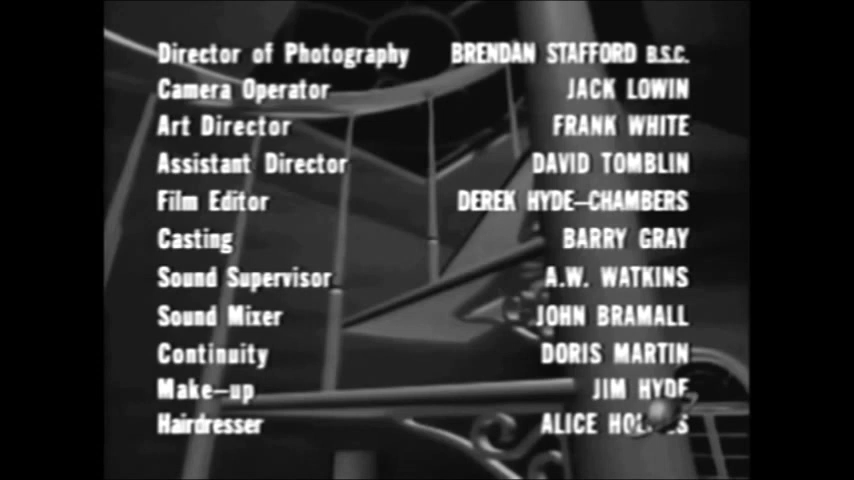 Director of Photography BRENDAN STAFFORD B.S.C.
Camera Operator JACK LOWIN
Art Director FRANK WHITE
Assistant Director DAVID TOMBLIN
Film Editor DEREK HYDE–CHAMBERS
Casting BARRY GRAY
Sound Supervisor A.W. WATKINS
Sound Mixer JOHN BRAMALL
Continuity DORIS MARTIN
Make–up JIM HYDE
Hairdresser ALICE